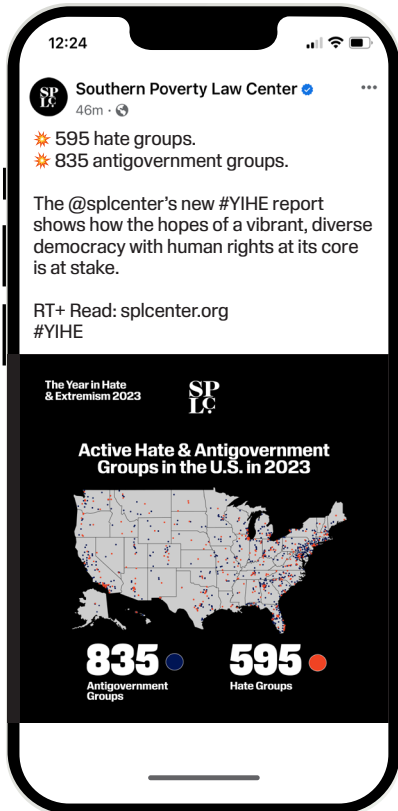 12:24
SPLC
Southern Poverty Law Center
46m ·
595 hate groups.
835 antigovernment groups.
The @splcenter's new #YIHE report
shows how the hopes of a vibrant, diverse
democracy with human rights at its core
is at stake.
RT+ Read: splcenter.org
#YIHE
The Year in Hate
& Extremism 2023
SPLC
Active Hate & Antigovernment
Groups in the U.S. in 2023
835
Antigovernment
Groups
595
Hate Groups